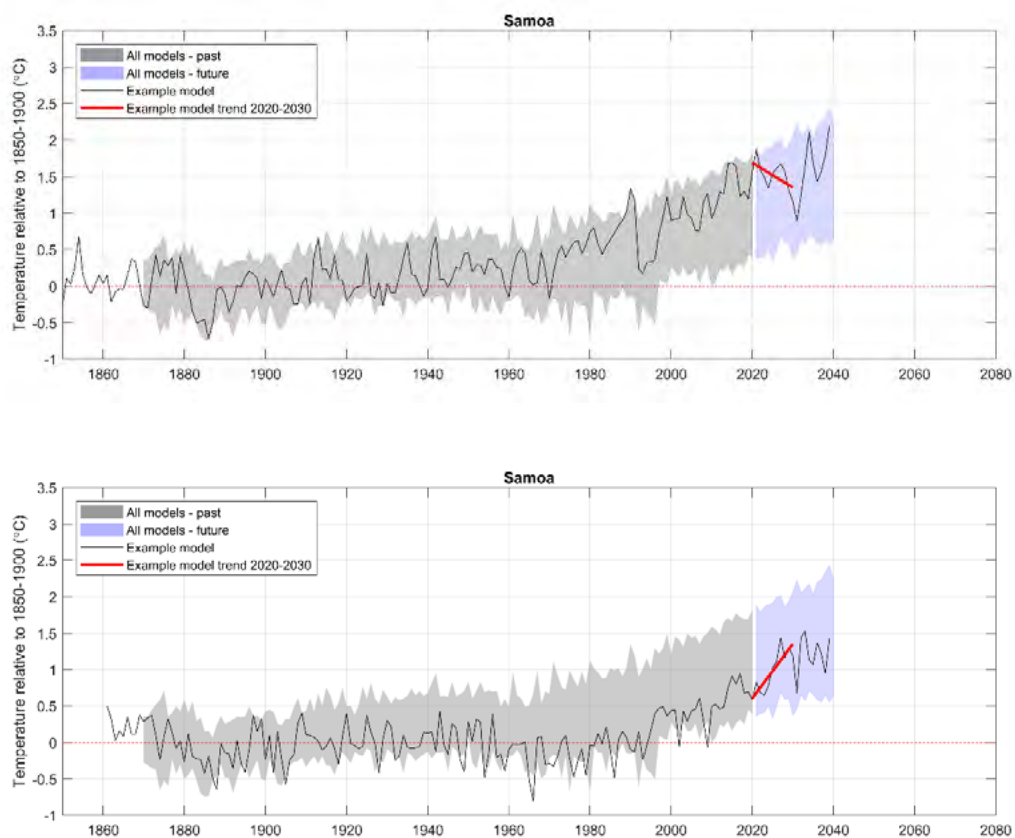 Samoa
Temperature relative to 1850-1900 (°C)
3.5
3
2.5
2
1.5
1
0.5
0
-0.5
-1
All models - past
All models - future
Example model
Example model trend 2020-2030
1860 1880 1900 1920 1940 1960 1980 2000 2020 2040 2060 2080
Samoa
Temperature relative to 1850-1900 (°C)
3.5
3
2.5
2
1.5
1
0.5
0
-0.5
-1
All models - past
All models - future
Example model
Example model trend 2020-2030
1860 1880 1900 1920 1940 1960 1980 2000 2020 2040 2060 2080